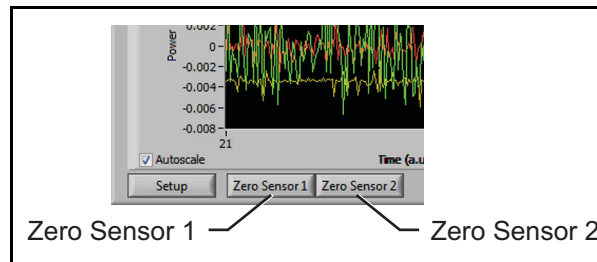 0.002
Power
0
-0.002
-0.004
-0.006
-0.008
21
Autoscale
Time (a.u
Setup
Zero Sensor 1
Zero Sensor 2
Zero Sensor 1
Zero Sensor 2